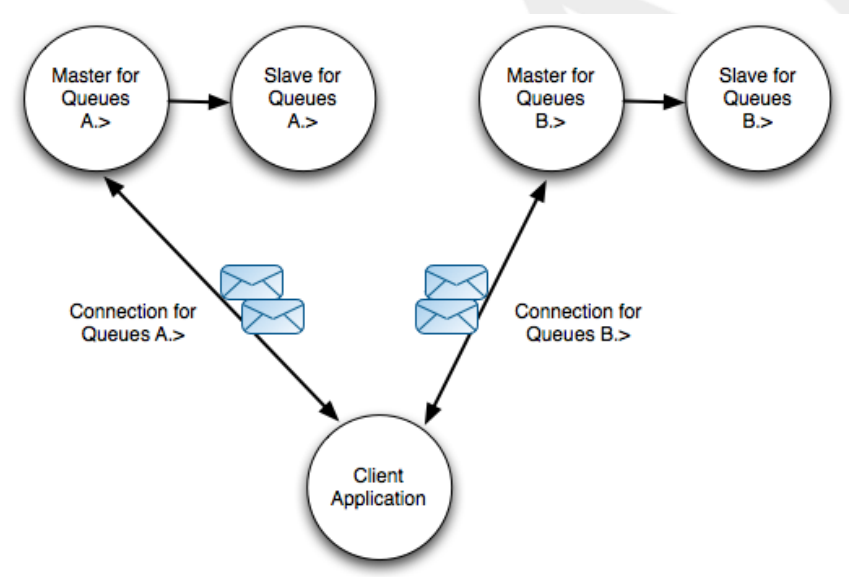 Master for
Queues
A.>
Slave for
Queues
A.>
Master for
Queues
B.>
Slave for
Queues
B.>
Connection for
Queues A.>
Connection for
Queues B.>
Client
Application